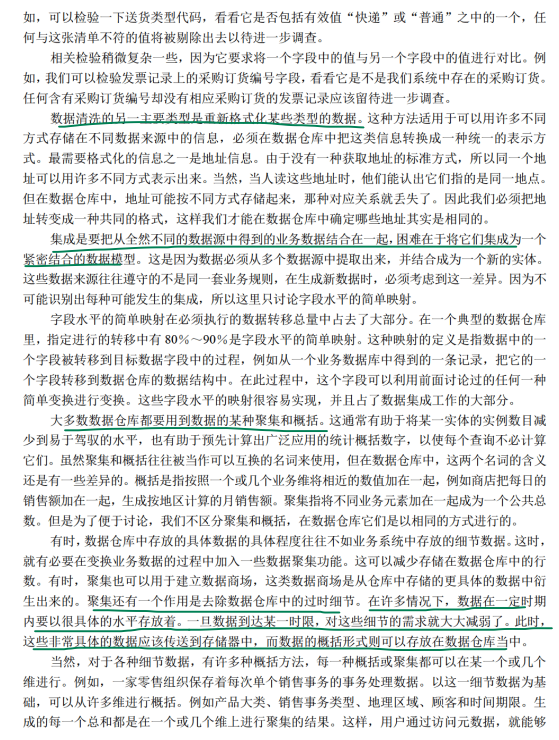 如，可以检验一下送货类型代码，看看它是否包括有效值“快递”或“普通”之中的一个，任
何与这张清单不符的值将被剔除出去以待进一步调查。
相关检验稍微复杂一些，因为它要求将一个字段中的值与另一个字段中的值进行对比。例
如，我们可以检验发票记录上的采购订货编号字段，看看它是不是我们系统中存在的采购订货。
任何含有采购订货编号却没有相应采购订货的发票记录应该留待进一步调查。
数据清洗的另一主要类型是重新格式化某些类型的数据。这种方法适用于可以用许多不同
方式存储在不同数据来源中的信息，必须在数据仓库中把这类信息转换成一种统一的表示方
式。最需要格式化的信息之一是地址信息。由于没有一种获取地址的标准方式，所以同一个地
址可以用许多不同方式表示出来。当然，当人读这些地址时，他们能认出它们指的是同一地点。
但在数据仓库中，地址可能按不同方式存储起来，那种对应关系就丢失了。因此我们必须把地
址转变成一种共同的格式，这样我们才能在数据仓库中确定哪些地址其实是相同的。
集成是要把从全然不同的数据源中得到的业务数据结合在一起，困难在于将它们集成为一个
紧密结合的数据模型。这是因为数据必须从多个数据源中提取出来，并结合成为一个新的实体。
这些数据来源往往遵守的不是同一套业务规则，在生成新数据时，必须考虑到这一差异。因为不
可能识别出每种可能发生的集成，所以这里只讨论字段水平的简单映射。
字段水平的简单映射在必须执行的数据转移总量中占去了大部分。在一个典型的数据仓库
里，指定进行的转移中有 80%～90%是字段水平的简单映射。这种映射的定义是指数据中的一
个字段被转移到目标数据字段中的过程，例如从一个业务数据库中得到的一条记录，把它的一
个字段转移到数据仓库的数据结构中。在此过程中，这个字段可以利用前面讨论过的任何一种
简单变换进行变换。这些字段水平的映射很容易实现，并且占了数据集成工作的大部分。
大多数数据仓库都要用到数据的某种聚集和概括。这通常有助于将某一实体的实例数目减
少到易于驾驭的水平，也有助于预先计算出广泛应用的统计概括数字，以使每个查询不必计算
它们。虽然聚集和概括往往被当作可以互换的名词来使用，但在数据仓库中，这两个名词的含义
还是有一些差异的。概括是指按照一个或几个业务维将相近的数值加在一起，例如商店把每日的
销售额加在一起，生成按地区计算的月销售额。聚集指将不同业务元素加在一起成为一个公共总
数。但是为了便于讨论，我们不区分聚集和概括，在数据仓库它们是以相同的方式进行的。
有时，数据仓库中存放的具体数据的具体程度往往不如业务系统中存放的细节数据。这时，
就有必要在变换业务数据的过程中加入一些数据聚集功能。这可以减少存储在数据仓库中的行
数。有时，聚集也可以用于建立数据商场，这类数据商场是从仓库中存储的更具体的数据中衍
生出来的。聚集还有一个作用是去除数据仓库中的过时细节。在许多情况下，数据在一定时期
内要以很具体的水平存放着。一旦数据到达某一时限，对这些细节的需求就大大减弱了。此时，
这些非常具体的数据应该传送到存储器中，而数据的概括形式则可以存放在数据仓库当中。
当然，对于各种细节数据，有许多种概括方法，每一种概括或聚集都可以在某一个或几个
维进行。例如，一家零售组织保存着每次单个销售事务的事务处理数据。以这一细节数据为基
础，可以从许多维进行概括。例如产品大类、销售事务类型、地理区域、顾客和时间期限。生
成的每一个总和都是在一个或几个维上进行聚集的结果。这样，用户通过访问元数据，就能够